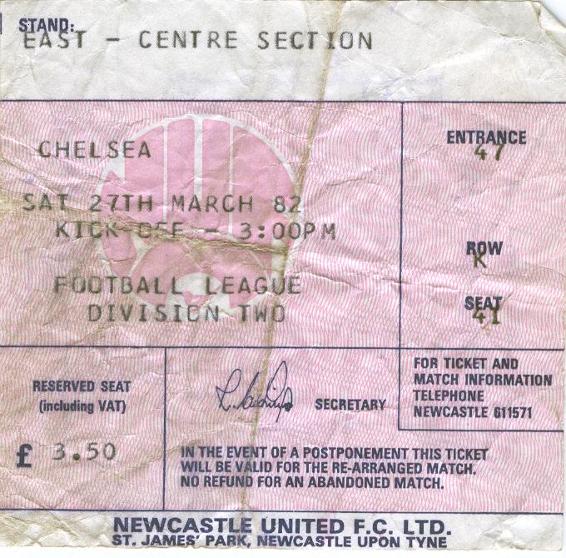 STAND:
EAST - CENTRE SECTION
CHELSEA
SAT 27TH MARCH 82
KICK-OFF - 3:00PM
FOOTBALL LEAGUE
DIVISION TWO
ENTRANCE
47
ROW
K
SEAT
41
RESERVED SEAT
(including VAT)
£ 3.50
SECRETARY
FOR TICKET AND
MATCH INFORMATION
TELEPHONE
NEWCASTLE 611571
IN THE EVENT OF A POSTPONEMENT THIS TICKET
WILL BE VALID FOR THE RE-ARRANGED MATCH.
NO REFUND FOR AN ABANDONED MATCH.
NEWCASTLE UNITED F.C. LTD.
ST. JAMES' PARK, NEWCASTLE UPON TYNE